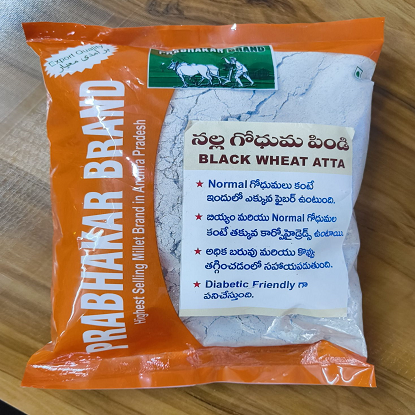 Export Quality
PRABHAKAR BRAND
PRABHAKAR BRAND
Highest Selling Millet Brand in Andhra Pradesh
నల్ల గోధుమ పిండి
BLACK WHEAT ATTA
★ Normal గోధుమలు కంటే
ఇందులో ఎక్కువ ఫైబర్ ఉంటుంది.
★ బియ్యం మరియు Normal గోధుమల
కంటే తక్కువ కార్బోహైడ్రేడ్స్ ఉంటాయి.
★ అధిక బరువు మరియు కొవ్వు
తగ్గించడంలో సహాయపడుతుంది.
★ Diabetic Friendly గా
పనిచేస్తుంది.